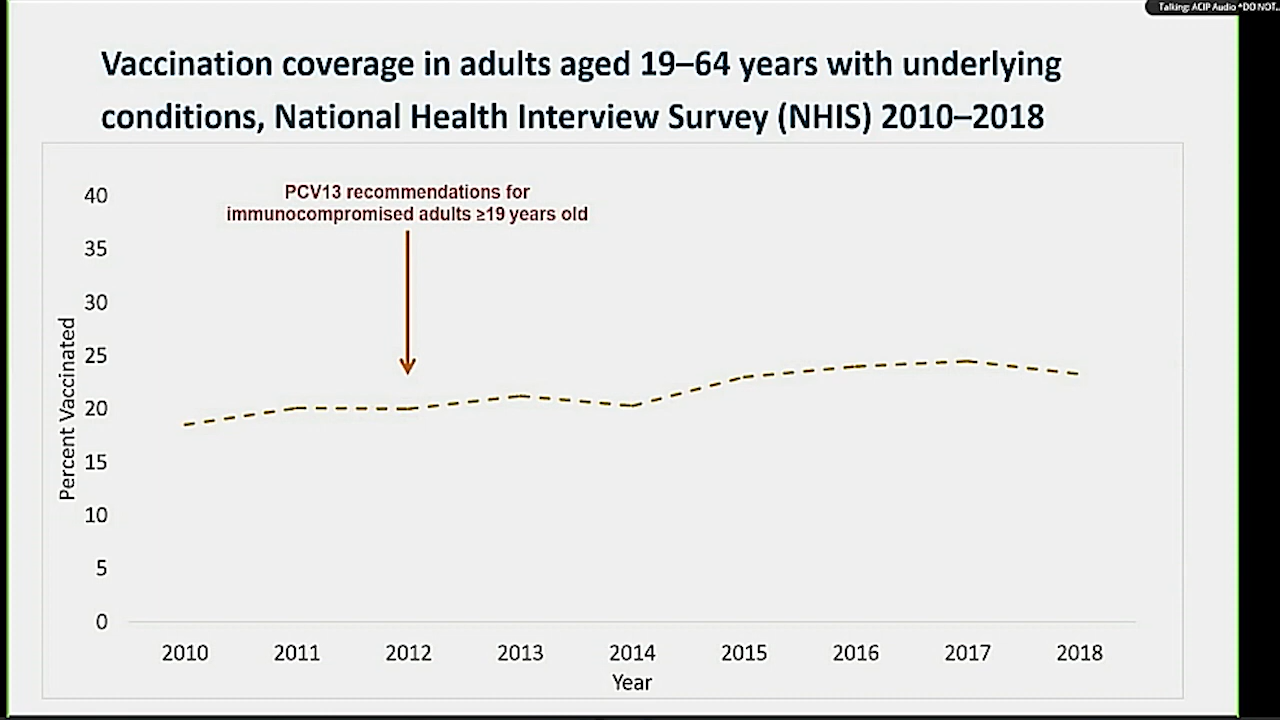 Talking: ACIP Audio *DO NOT...
Vaccination coverage in adults aged 19–64 years with underlying
conditions, National Health Interview Survey (NHIS) 2010–2018
PCV13 recommendations for
immunocompromised adults ≥19 years old
40
35
30
25
20
15
10
5
0
Percent Vaccinated
2010 2011 2012 2013 2014 2015 2016 2017 2018
Year